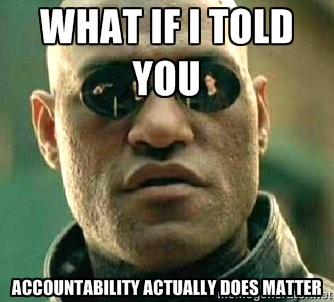 WHAT IF I TOLD
YOU
ACCOUNTABILITY ACTUALLY DOES MATTER